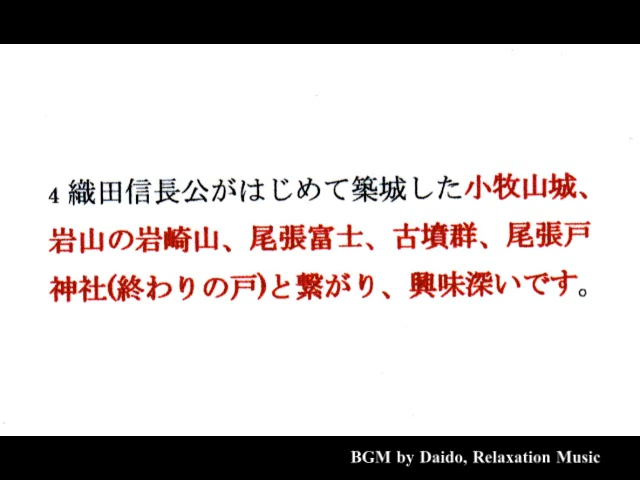 4 織田信長公がはじめて築城した小牧山城、
岩山の岩崎山、尾張富士、古墳群、尾張戸
神社(終わりの戸)と繋がり、興味深いです。
BGM by Daido, Relaxation Music